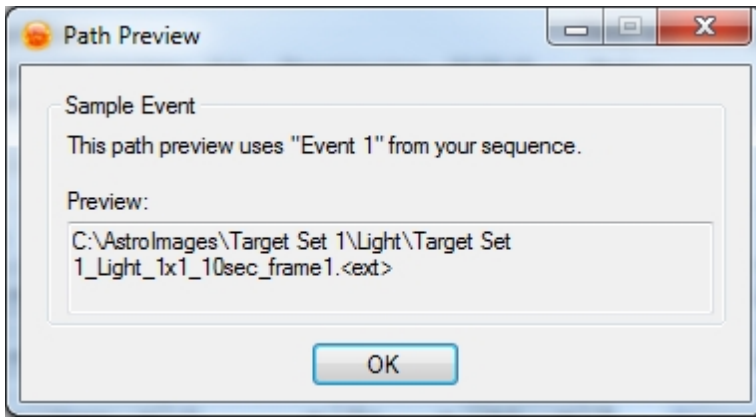 Path Preview
Sample Event
This path preview uses "Event 1" from your sequence.
Preview:
C:\AstroImages\Target Set 1\Light\Target Set
1_Light_1x1_10sec_frame1.<ext>
OK